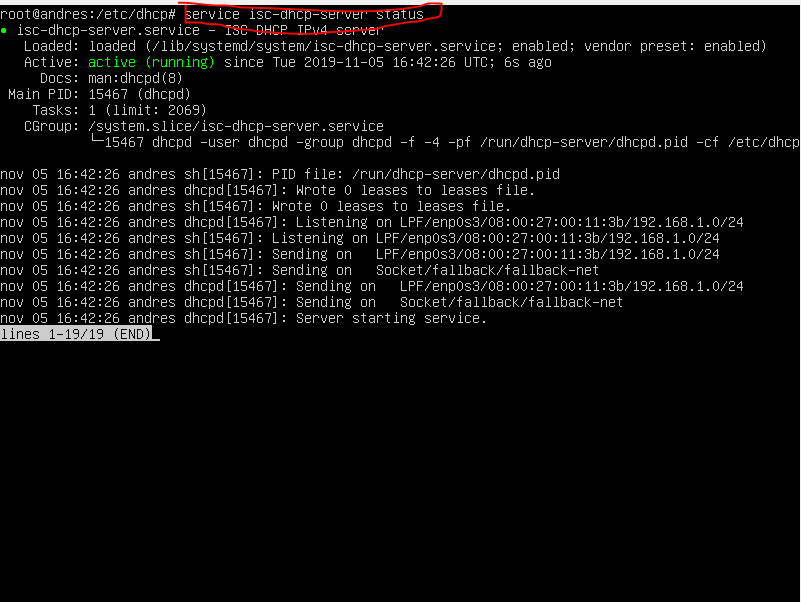 root@andres:/etc/dhcp# service isc-dhcp-server status
● isc-dhcp-server.service - ISC DHCP IPv4 server
Loaded: loaded (/lib/systemd/system/isc-dhcp-server.service; enabled; vendor preset: enabled)
Active: active (running) since Tue 2019-11-05 16:42:26 UTC; 6s ago
Docs: man:dhcpd(8)
Main PID: 15467 (dhcpd)
Tasks: 1 (limit: 2069)
CGroup: /system.slice/isc-dhcp-server.service
└─15467 dhcpd -user dhcpd -group dhcpd -f -4 -pf /run/dhcp-server/dhcpd.pid -cf /etc/dhcp
nov 05 16:42:26 andres sh[15467]: PID file: /run/dhcp-server/dhcpd.pid
nov 05 16:42:26 andres dhcpd[15467]: Wrote 0 leases to leases file.
nov 05 16:42:26 andres sh[15467]: Wrote 0 leases to leases file.
nov 05 16:42:26 andres dhcpd[15467]: Listening on LPF/enp0s3/08:00:27:00:11:3b/192.168.1.0/24
nov 05 16:42:26 andres sh[15467]: Listening on LPF/enp0s3/08:00:27:00:11:3b/192.168.1.0/24
nov 05 16:42:26 andres sh[15467]: Sending on   LPF/enp0s3/08:00:27:00:11:3b/192.168.1.0/24
nov 05 16:42:26 andres sh[15467]: Sending on   Socket/fallback/fallback-net
nov 05 16:42:26 andres dhcpd[15467]: Sending on   LPF/enp0s3/08:00:27:00:11:3b/192.168.1.0/24
nov 05 16:42:26 andres dhcpd[15467]: Sending on   Socket/fallback/fallback-net
nov 05 16:42:26 andres dhcpd[15467]: Server starting service.
lines 1-19/19 (END)